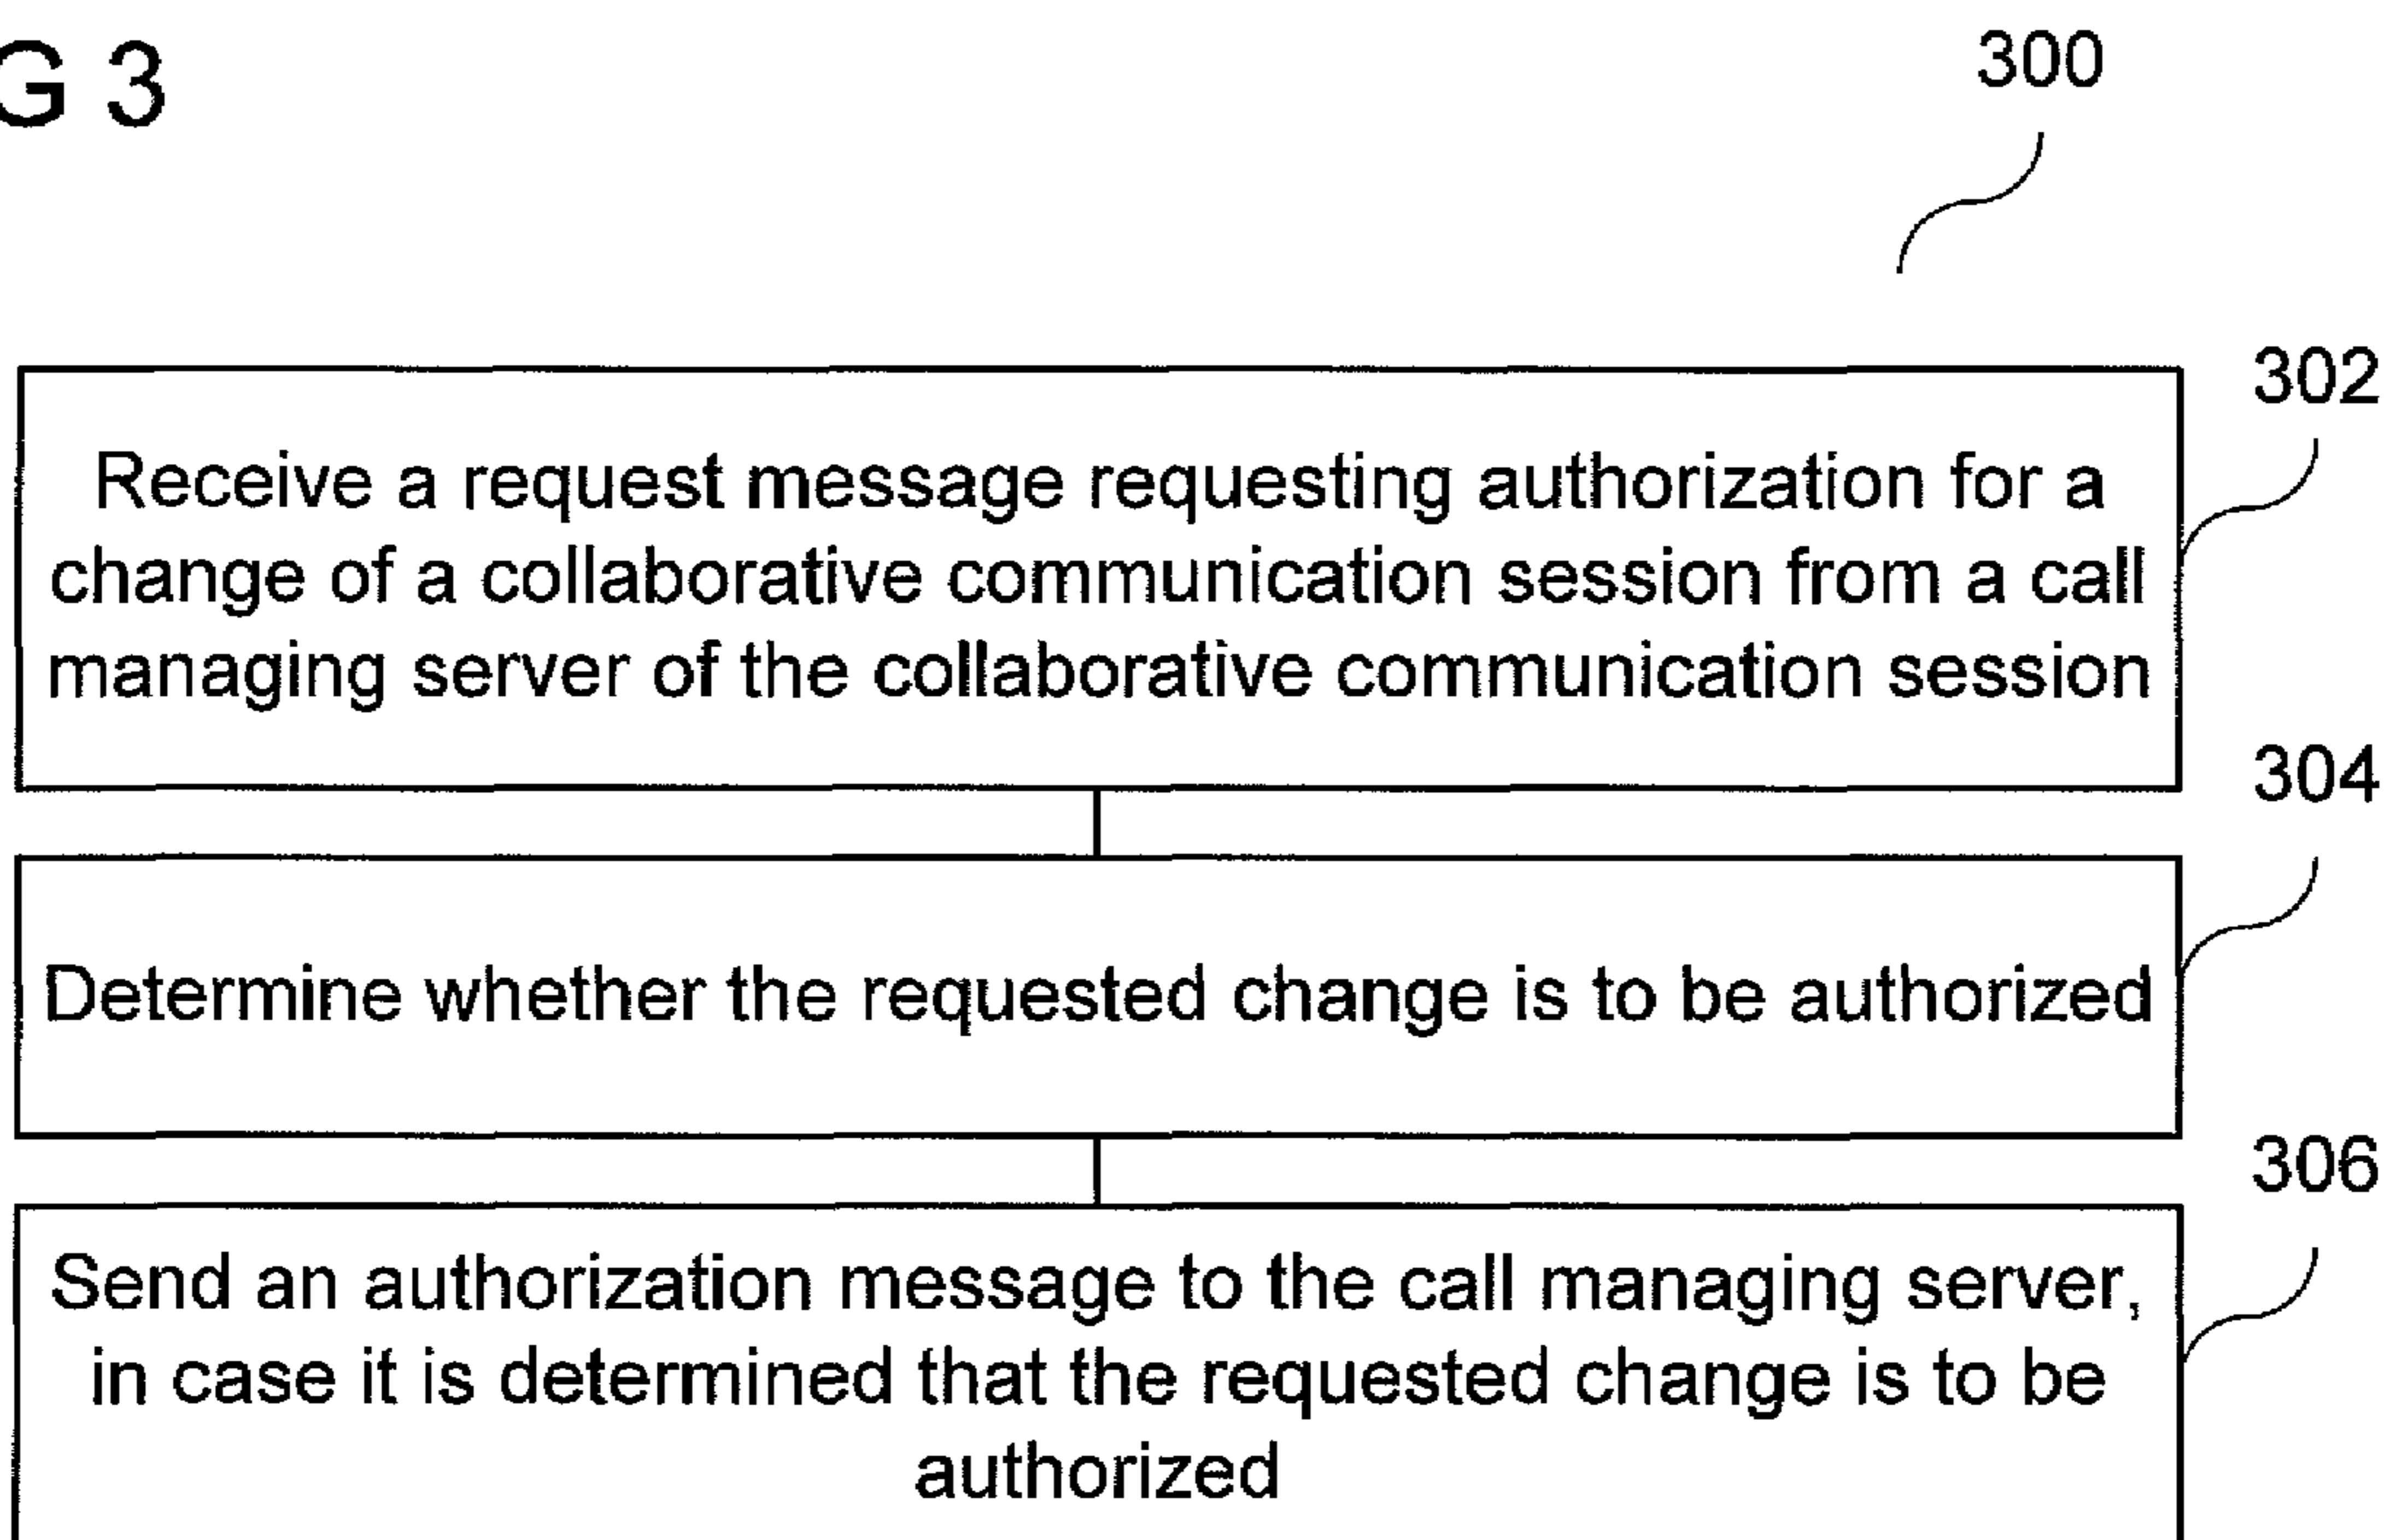 G 3
300
302
Receive a request message requesting authorization for a
change of a collaborative communication session from a call
managing server of the collaborative communication session
304
Determine whether the requested change is to be authorized
306
Send an authorization message to the call managing server,
in case it is determined that the requested change is to be
authorized